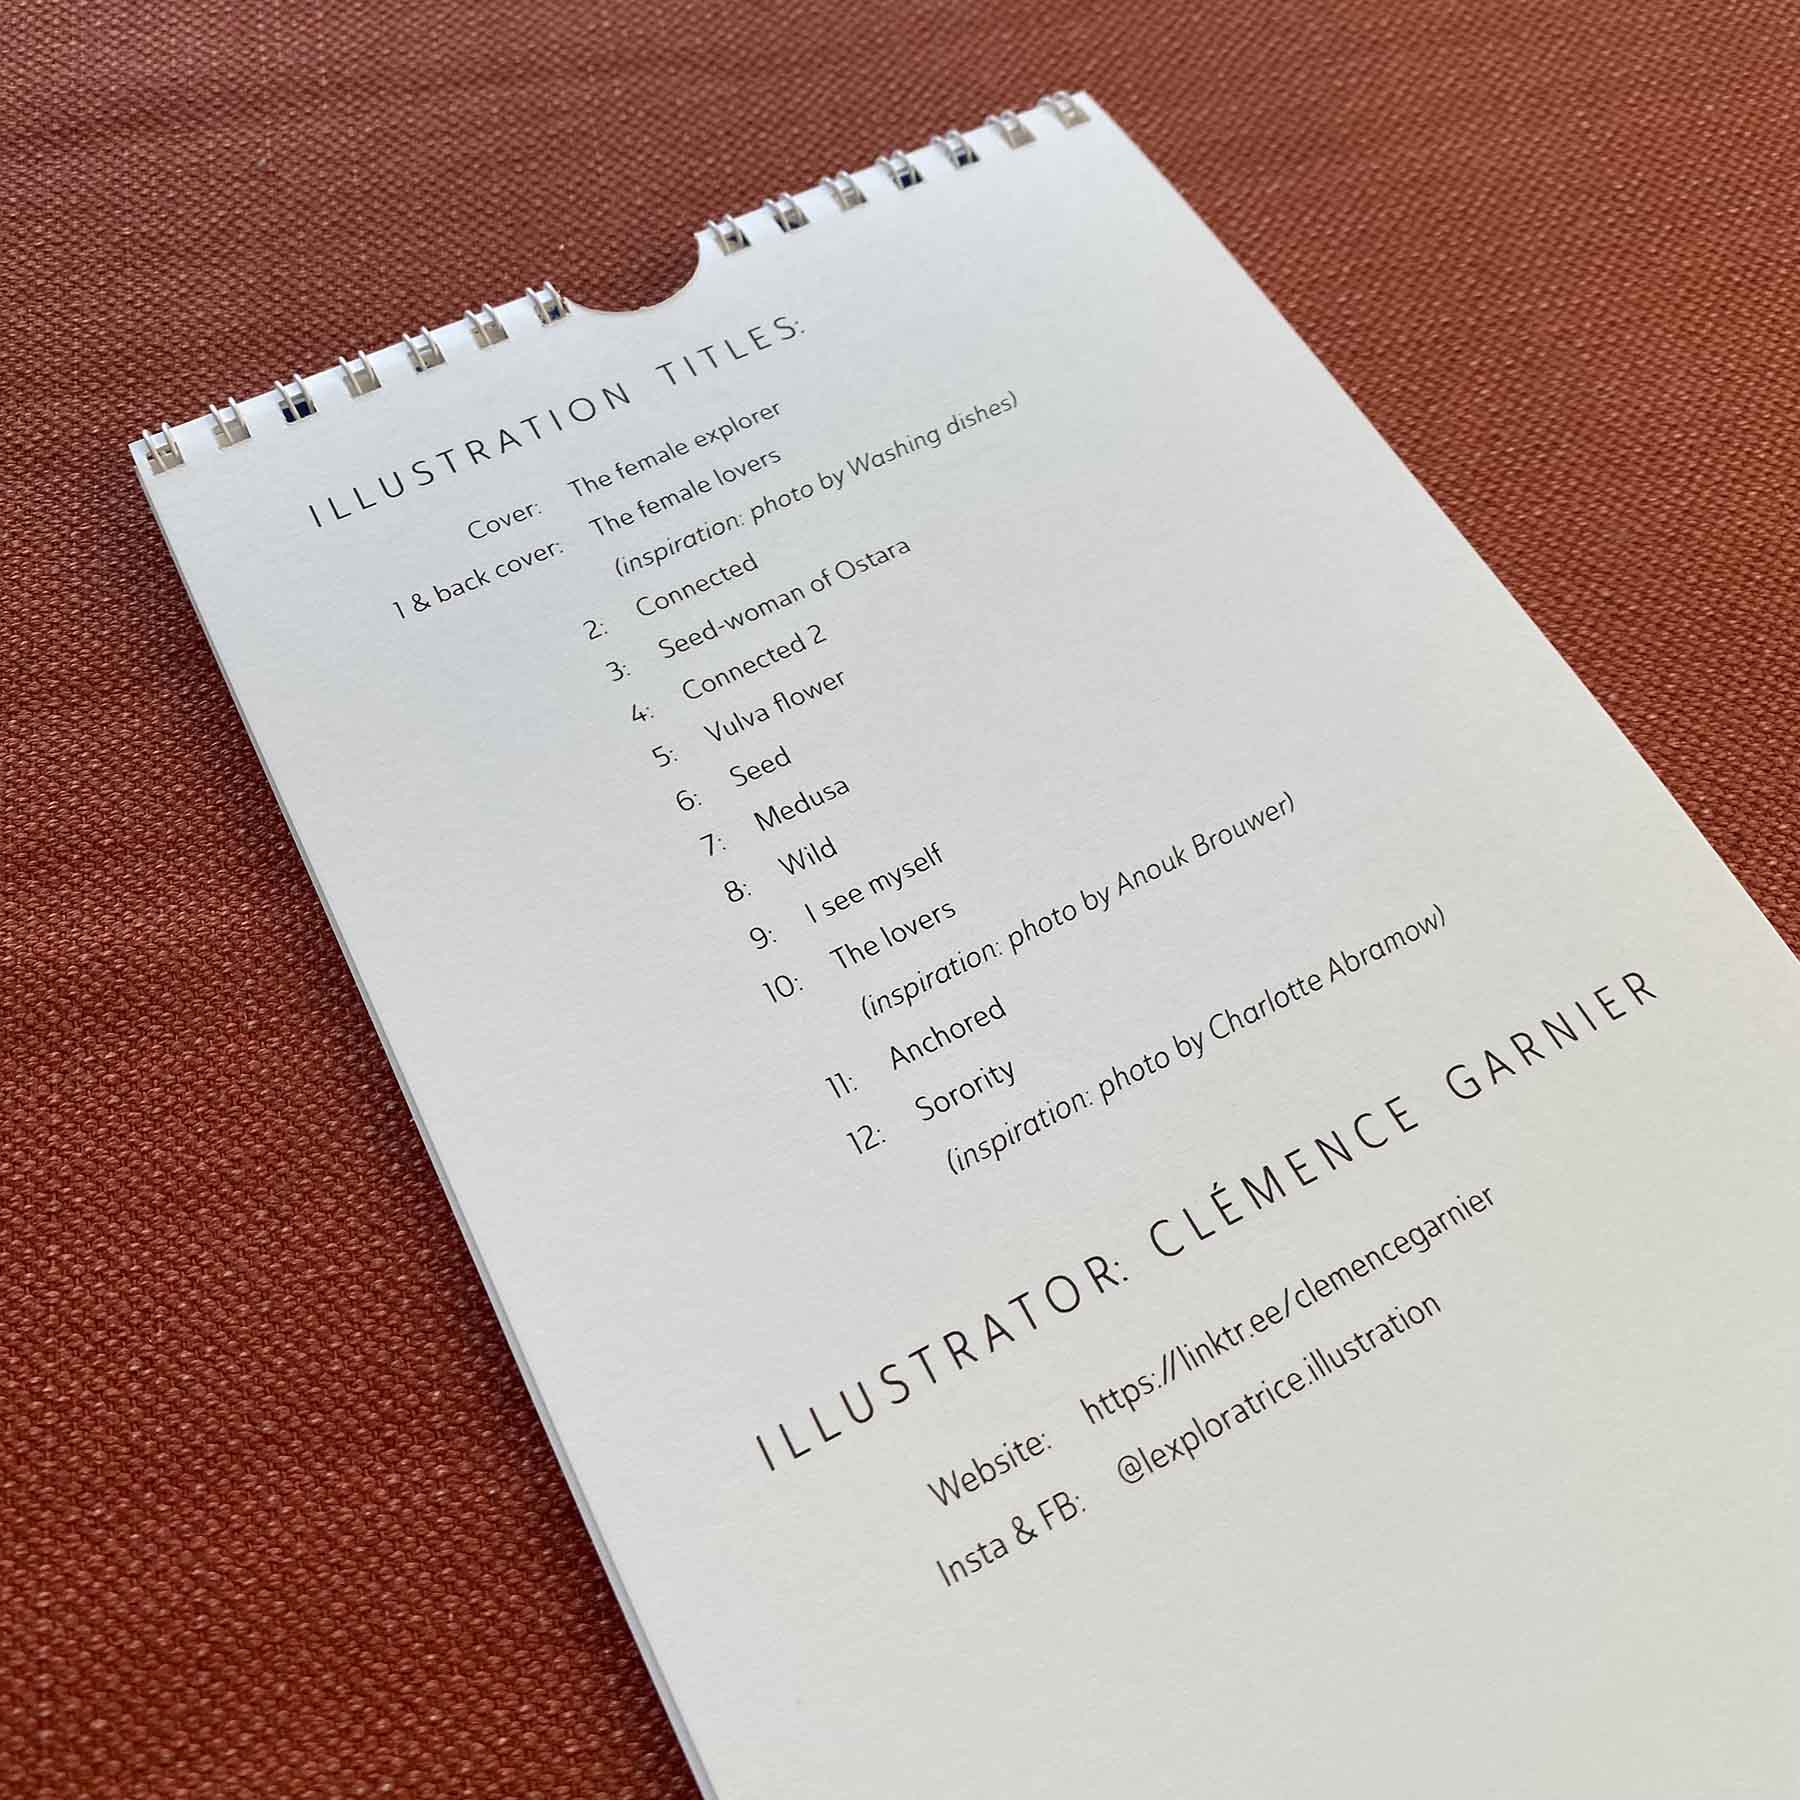 ILLUSTRATION TITLES:
Cover: The female explorer
1 & back cover: The female lovers
(inspiration: photo by Washing dishes)
2: Connected
3: Seed-woman of Ostara
4: Connected 2
5: Vulva flower
6: Seed
7: Medusa
8: Wild
9: I see myself
10: The lovers
(inspiration: photo by Anouk Brouwer)
11: Anchored
12: Sorority
(inspiration: photo by Charlotte Abramow)
ILLUSTRATOR: CLÉMENCE GARNIER
Website: https://linktr.ee/clemencegarnier
Insta & FB: @lexploratrice.illustration